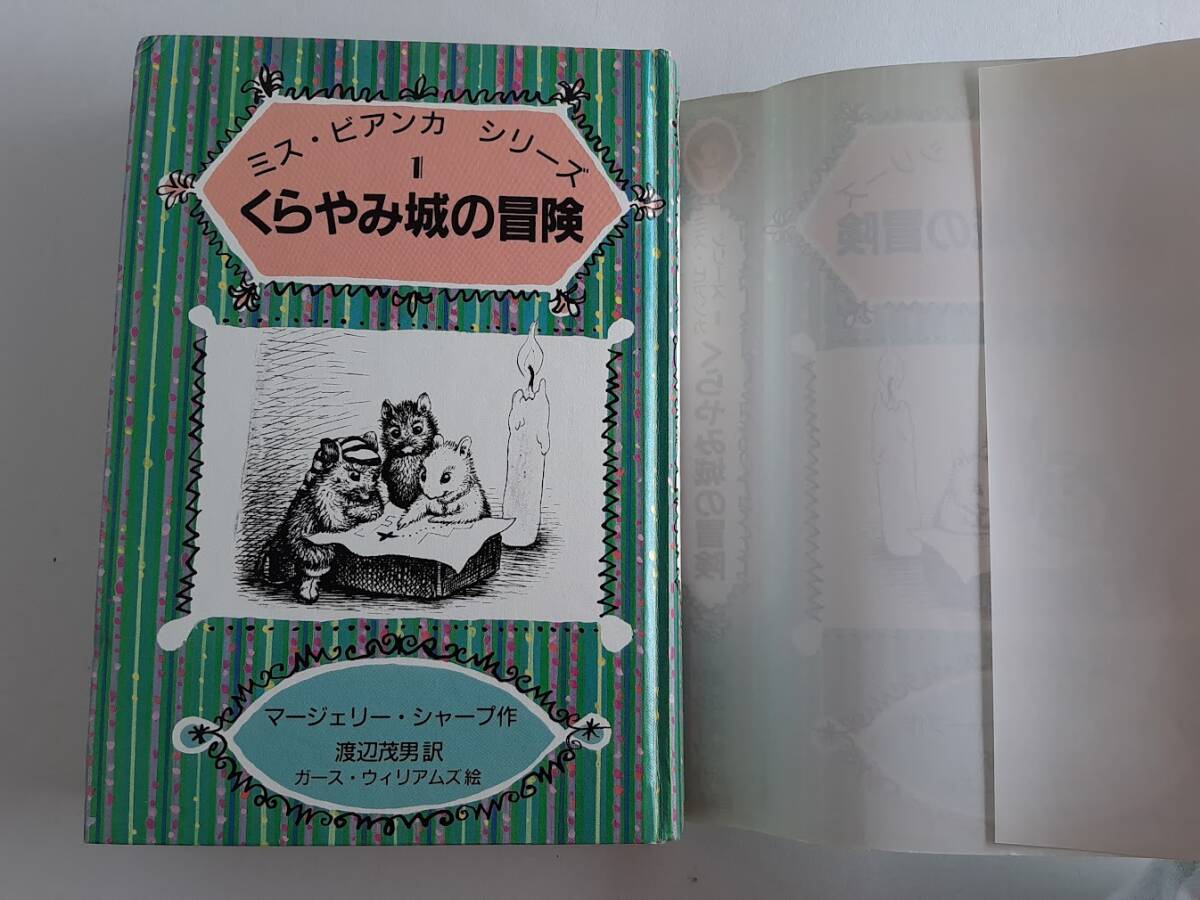 ミス・ビアンカ シリーズ
1
くらやみ城の冒険
マージェリー・シャープ作
渡辺茂男訳
ガース・ウィリアムズ絵